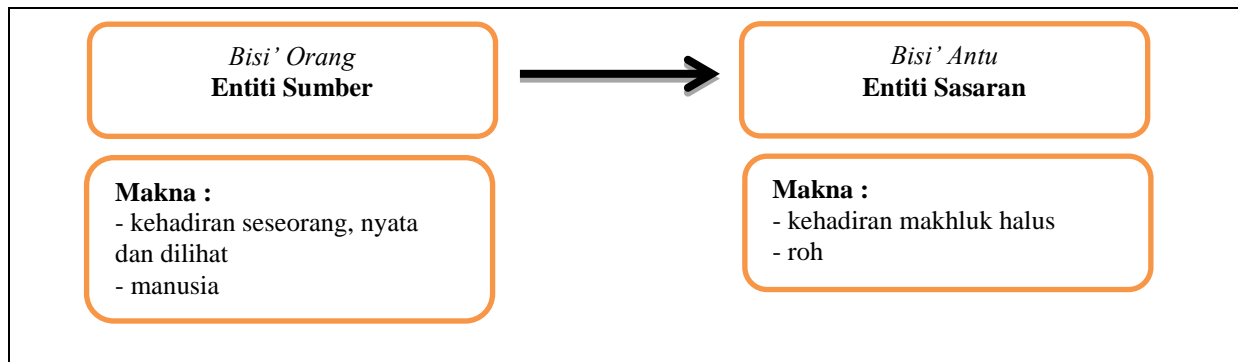 Bisi’ Orang
Entiti Sumber
Bisi’ Antu
Entiti Sasaran
Makna :
- kehadiran seseorang, nyata
dan dilihat
- manusia
Makna :
- kehadiran makhluk halus
- roh